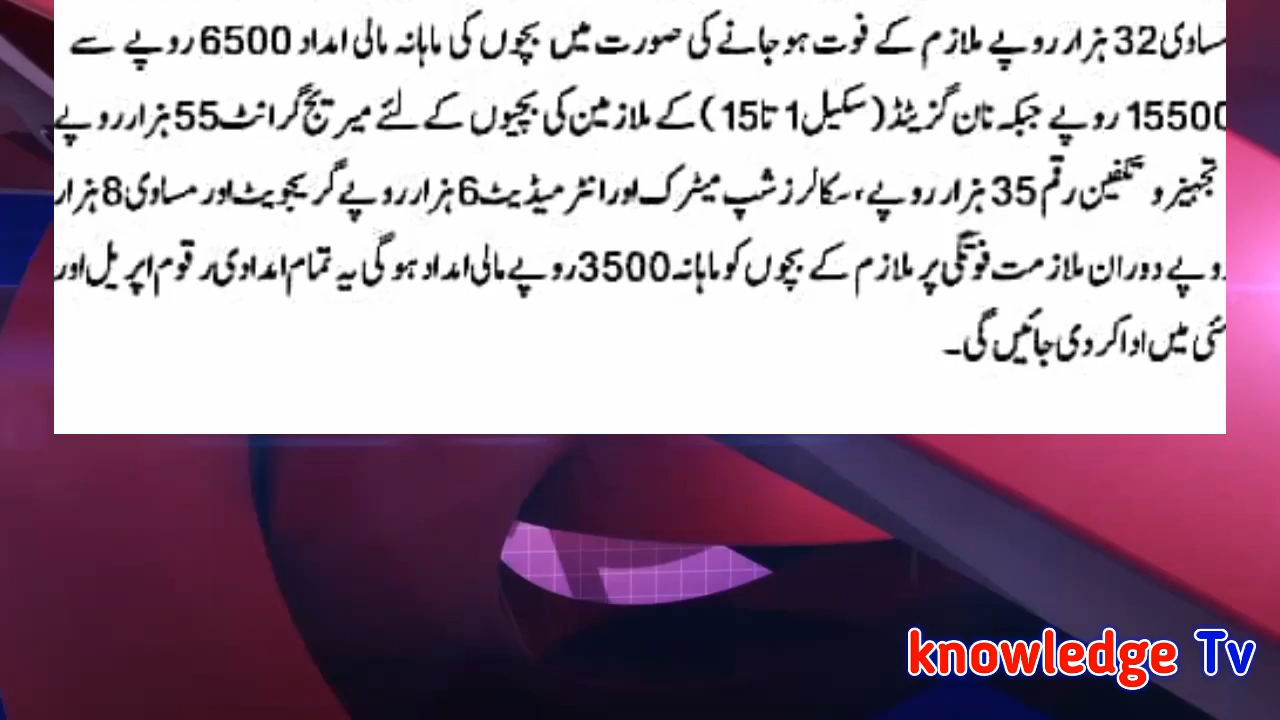 مساوی32 ہزار روپے ملازم کے فوت ہو جانے کی صورت میں بچوں کی ماہانہ مالی امداد 6500 روپے سے
15500 روپے جبکہ نان گزیٹڈ (سکیل 1 تا 15) کے ملازمین کی بچیوں کے لئے میریج گرانٹ 55 ہزار روپے
تجہیز و تکفین رقم 35 ہزار روپے، سکالرز شپ میٹرک اور انٹر میڈیٹ 6 ہزار روپے گریجویٹ اور مساوی 8 ہزار
روپے دوران ملازمت فوتگی پر ملازم کے بچوں کو ماہانہ 3500 روپے مالی امداد ہو گی یہ تمام امدادی رقوم اپریل اور
مئی میں ادا کر دی جائیں گی۔
knowledge Tv